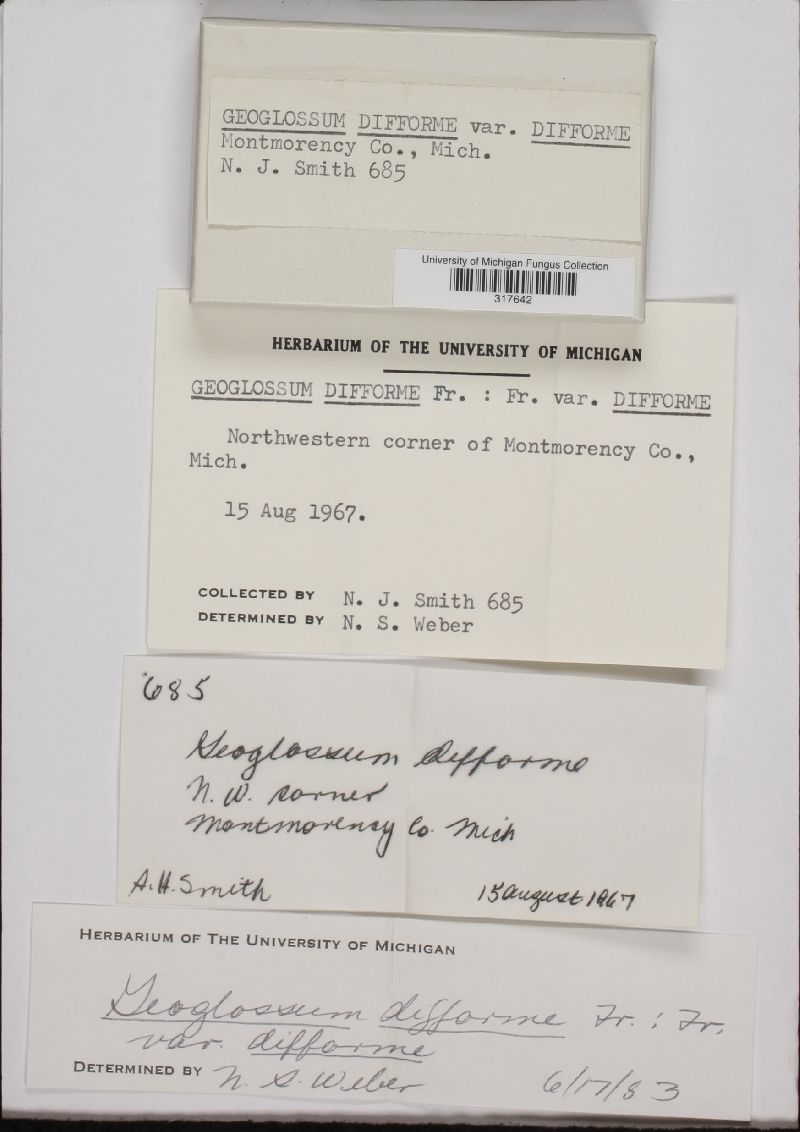 GEOGLOSSUM DIFFORME var. DIFFORME
Montmorency Co., Mich.
N. J. Smith 685
University of Michigan Fungus Collection
317642
HERBARIUM OF THE UNIVERSITY OF MICHIGAN
GEOGLOSSUM DIFFORME Fr. : Fr. var. DIFFORME
Northwestern corner of Montmorency Co.,
Mich.
15 Aug 1967.
COLLECTED BY N. J. Smith 685
DETERMINED BY N. S. Weber
685
Geoglossum difforme
N. W. corner
Montmorency Co. Mich
A.H. Smith 15 August 1967
HERBARIUM OF THE UNIVERSITY OF MICHIGAN
Geoglossum difforme Fr. : Fr.
var. difforme
DETERMINED BY N. S. Weber 6/17/83